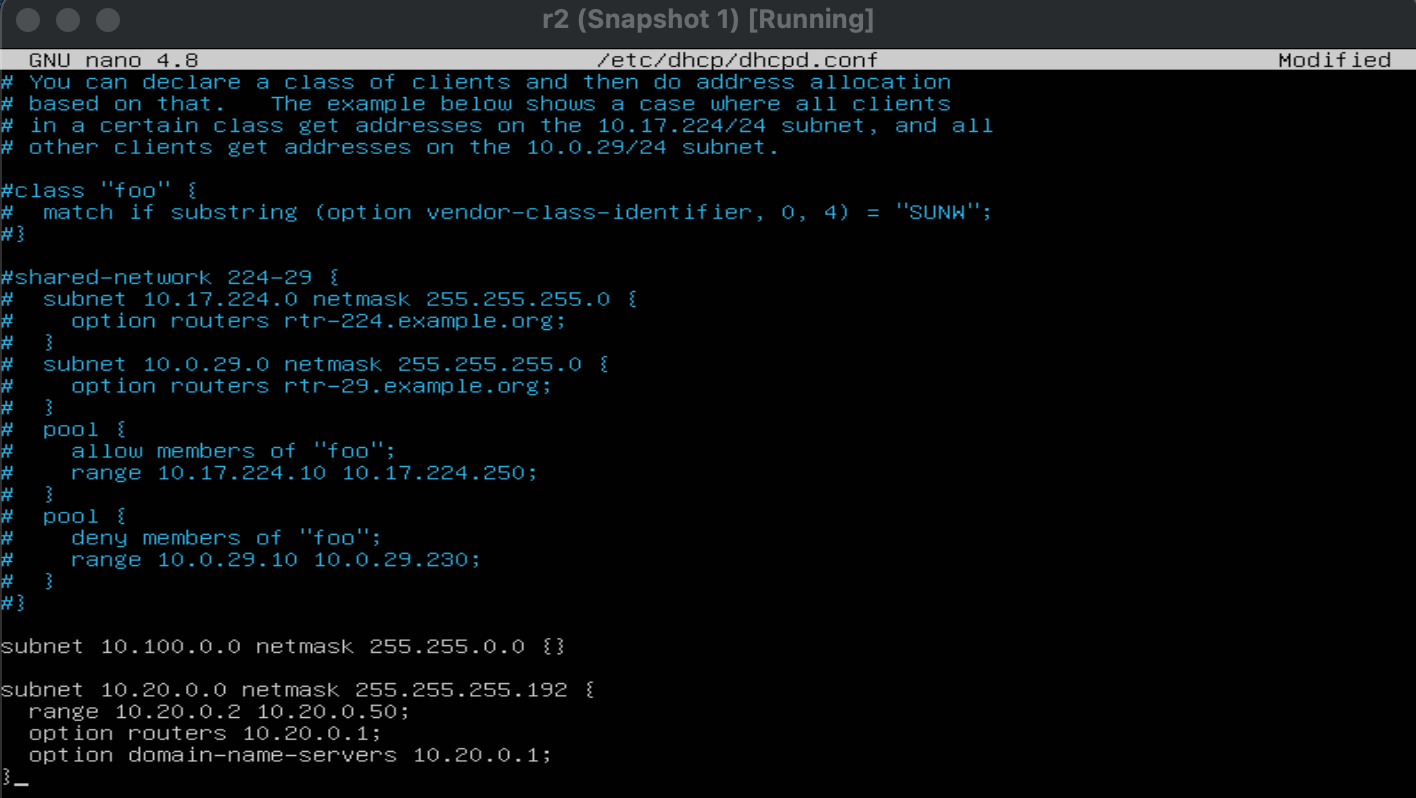 r2 (Snapshot 1) [Running]
GNU nano 4.8 /etc/dhcp/dhcpd.conf Modified
# You can declare a class of clients and then do address allocation
# based on that.   The example below shows a case where all clients
# in a certain class get addresses on the 10.17.224/24 subnet, and all
# other clients get addresses on the 10.0.29/24 subnet.
#class "foo" {
#  match if substring (option vendor-class-identifier, 0, 4) = "SUNW";
#}
#shared-network 224-29 {
#  subnet 10.17.224.0 netmask 255.255.255.0 {
#    option routers rtr-224.example.org;
#  }
#  subnet 10.0.29.0 netmask 255.255.255.0 {
#    option routers rtr-29.example.org;
#  }
#  pool {
#    allow members of "foo";
#    range 10.17.224.10 10.17.224.250;
#  }
#  pool {
#    deny members of "foo";
#    range 10.0.29.10 10.0.29.230;
#  }
#}
subnet 10.100.0.0 netmask 255.255.0.0 {}
subnet 10.20.0.0 netmask 255.255.255.192 {
  range 10.20.0.2 10.20.0.50;
  option routers 10.20.0.1;
  option domain-name-servers 10.20.0.1;
}